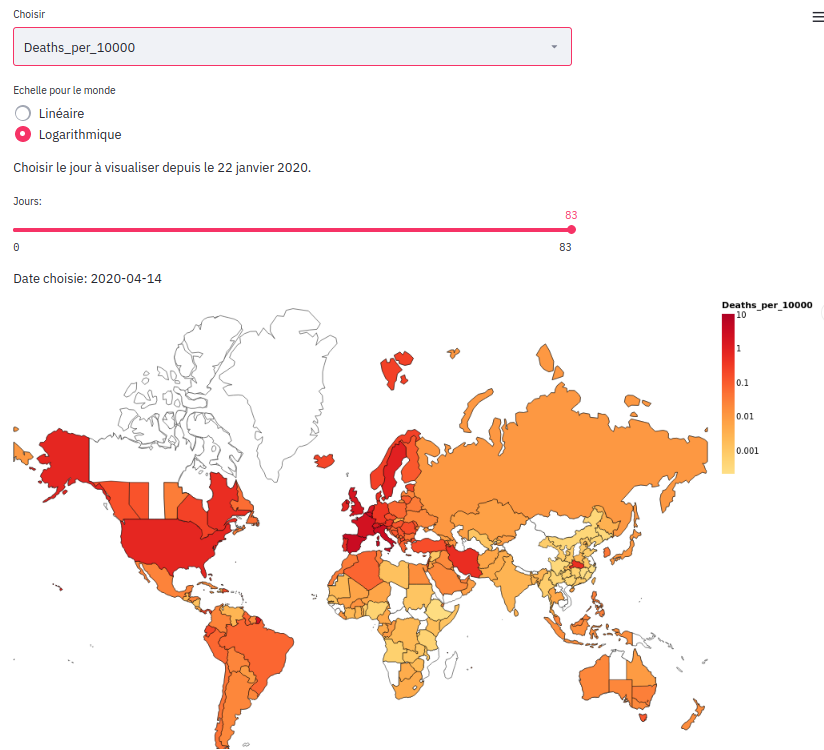 Choisir
Deaths_per_10000
Echelle pour le monde
Linéaire
Logarithmique
Choisir le jour à visualiser depuis le 22 janvier 2020.
Jours:
83
0
83
Date choisie: 2020-04-14
Deaths_per_10000
10
1
0.1
0.01
0.001